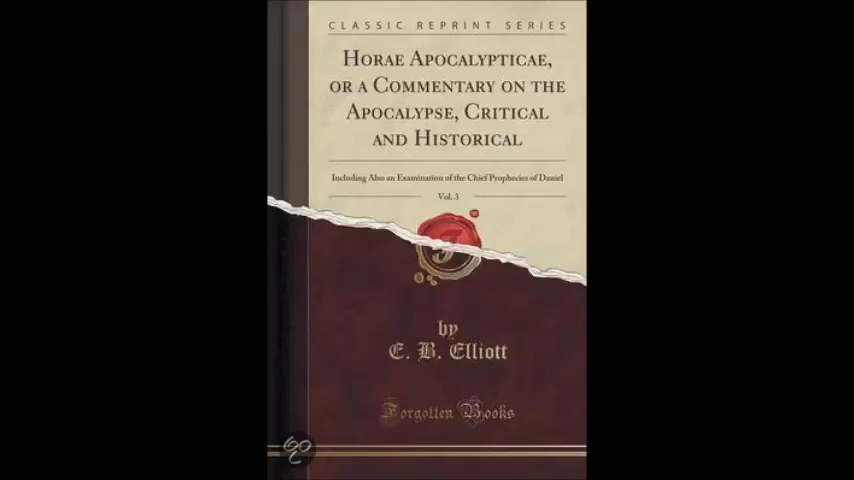 CLASSIC REPRINT SERIES
HORAE APOCALYPTICAE,
OR A COMMENTARY ON THE
APOCALYPSE, CRITICAL
AND HISTORICAL
Including Also an Examination of the Chief Prophecies of Daniel
Vol. 3
by
E. B. Elliott
Forgotten Books